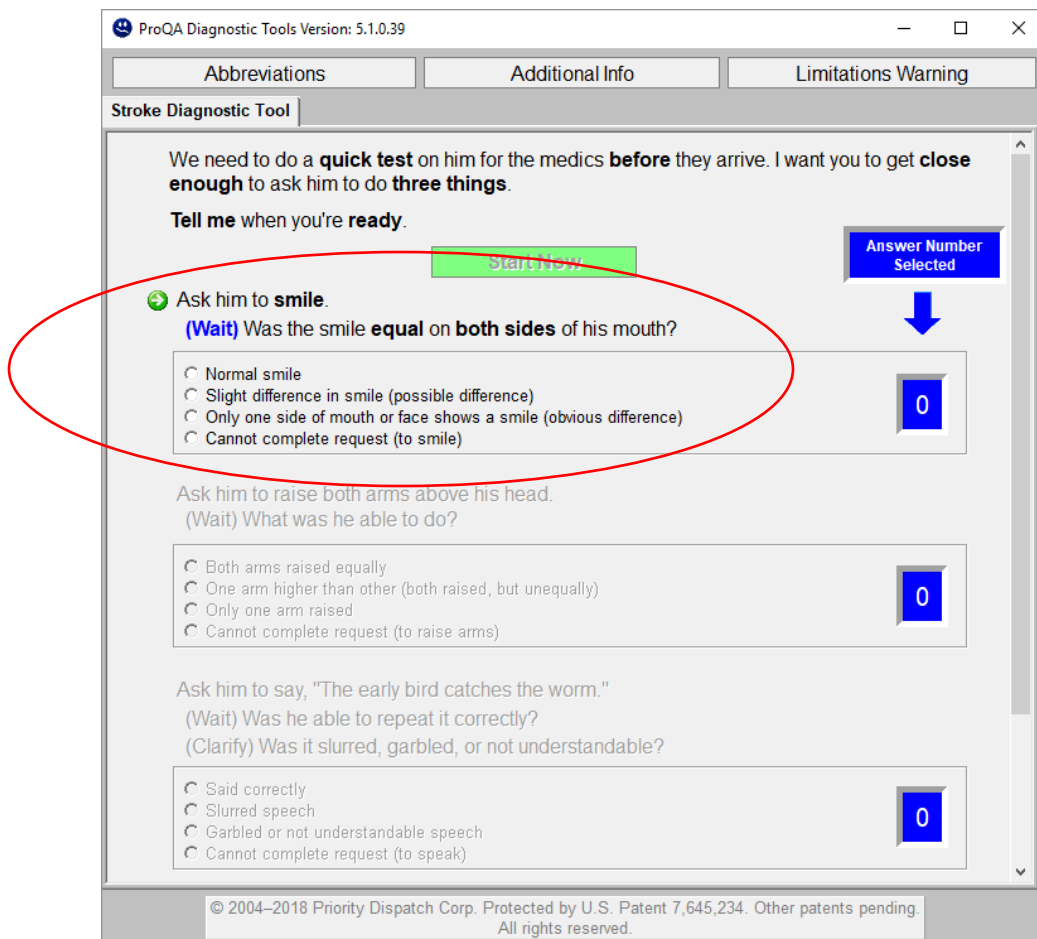 ProQA Diagnostic Tools Version: 5.1.0.39
Abbreviations
Additional Info
Limitations Warning
Stroke Diagnostic Tool
We need to do a quick test on him for the medics before they arrive. I want you to get close
enough to ask him to do three things.
Tell me when you're ready.
Start Now
Answer Number
Selected
Ask him to smile.
(Wait) Was the smile equal on both sides of his mouth?
Normal smile
Slight difference in smile (possible difference)
Only one side of mouth or face shows a smile (obvious difference)
Cannot complete request (to smile)
0
Ask him to raise both arms above his head.
(Wait) What was he able to do?
Both arms raised equally
One arm higher than other (both raised, but unequally)
Only one arm raised
Cannot complete request (to raise arms)
0
Ask him to say, "The early bird catches the worm."
(Wait) Was he able to repeat it correctly?
(Clarify) Was it slurred, garbled, or not understandable?
Said correctly
Slurred speech
Garbled or not understandable speech
Cannot complete request (to speak)
0
© 2004–2018 Priority Dispatch Corp. Protected by U.S. Patent 7,645,234. Other patents pending.
All rights reserved.